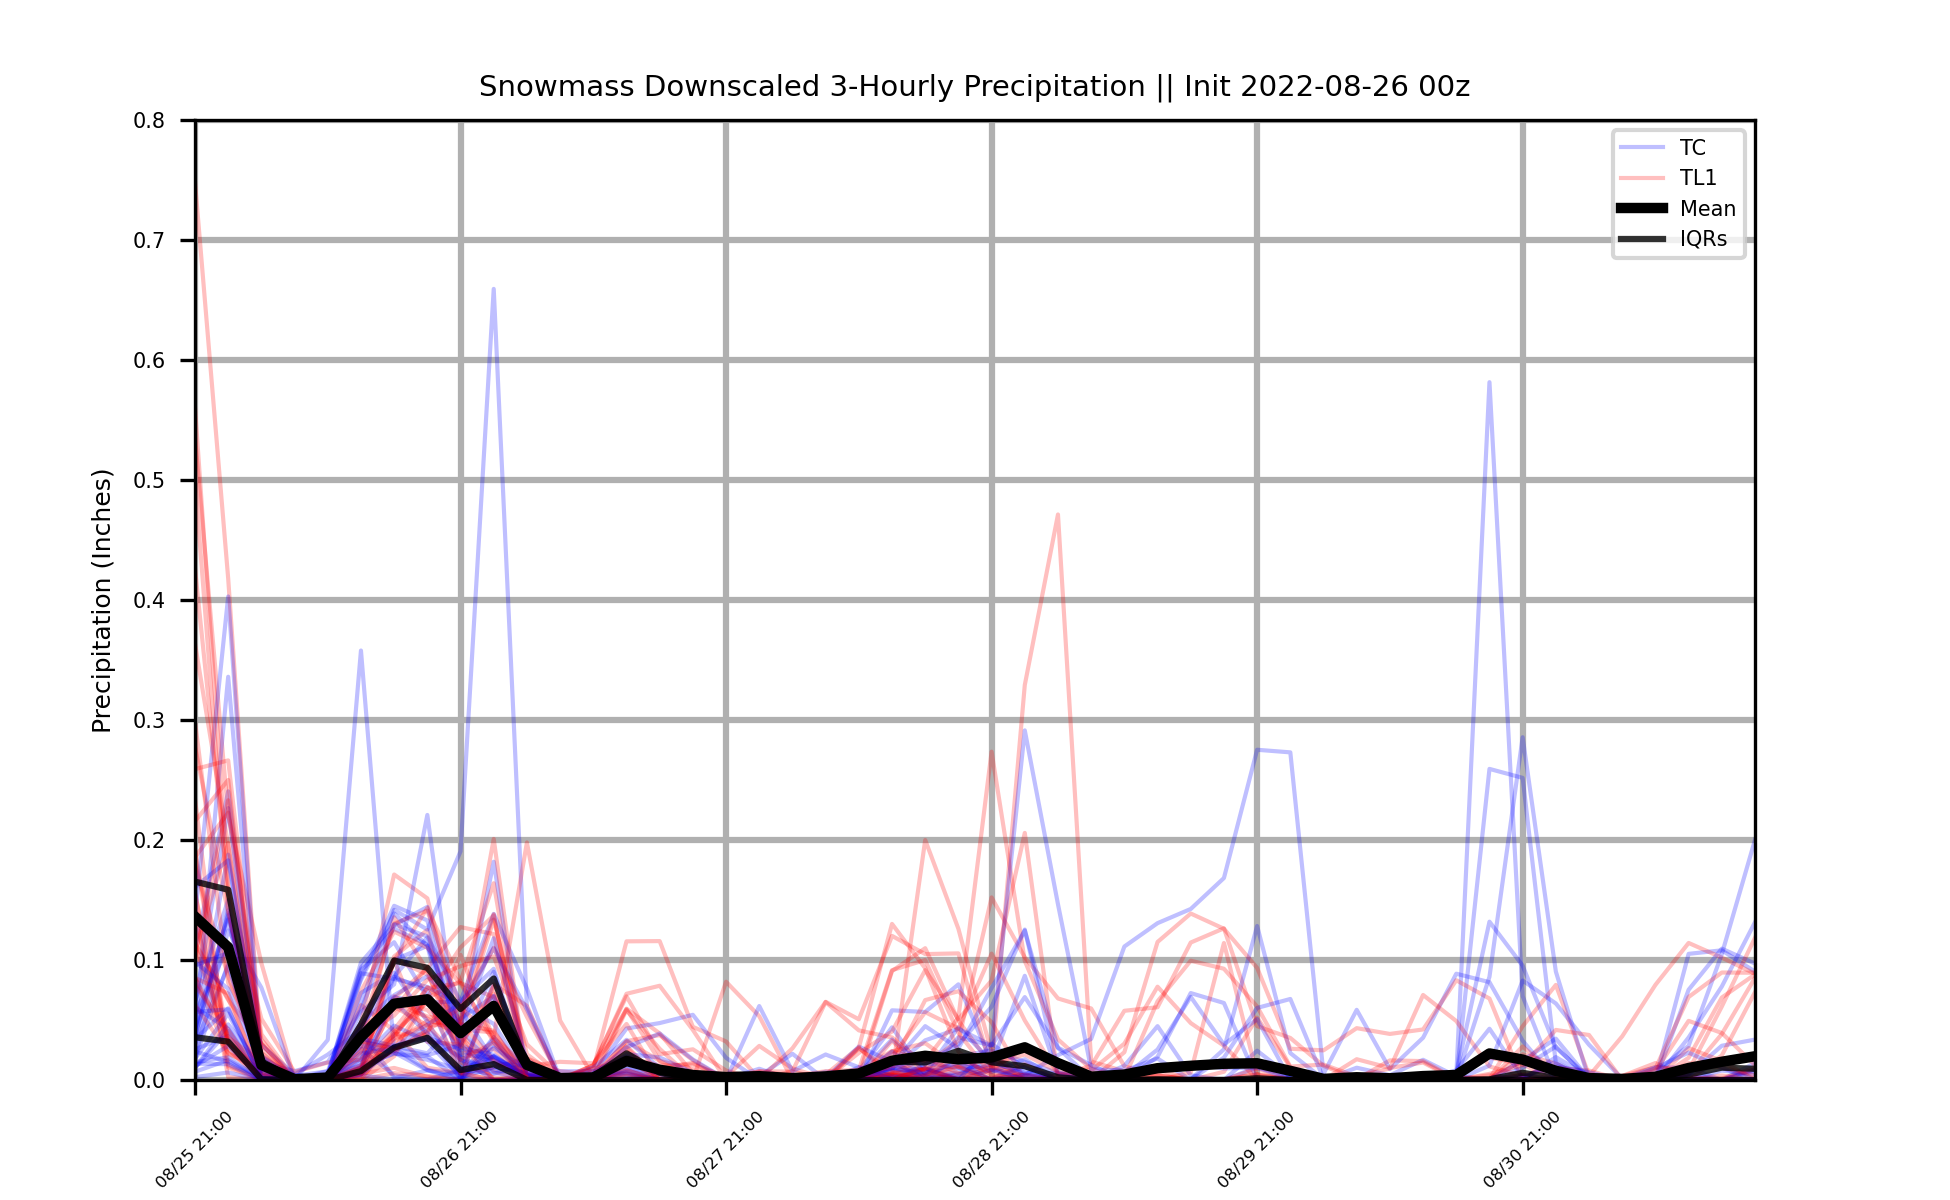 Snowmass Downscaled 3-Hourly Precipitation || Init 2022-08-26 00z
TC
TL1
Mean
IQRs
Precipitation (Inches)
0.8
0.7
0.6
0.5
0.4
0.3
0.2
0.1
0.0
08/25 21:00
08/26 21:00
08/27 21:00
08/28 21:00
08/29 21:00
08/30 21:00